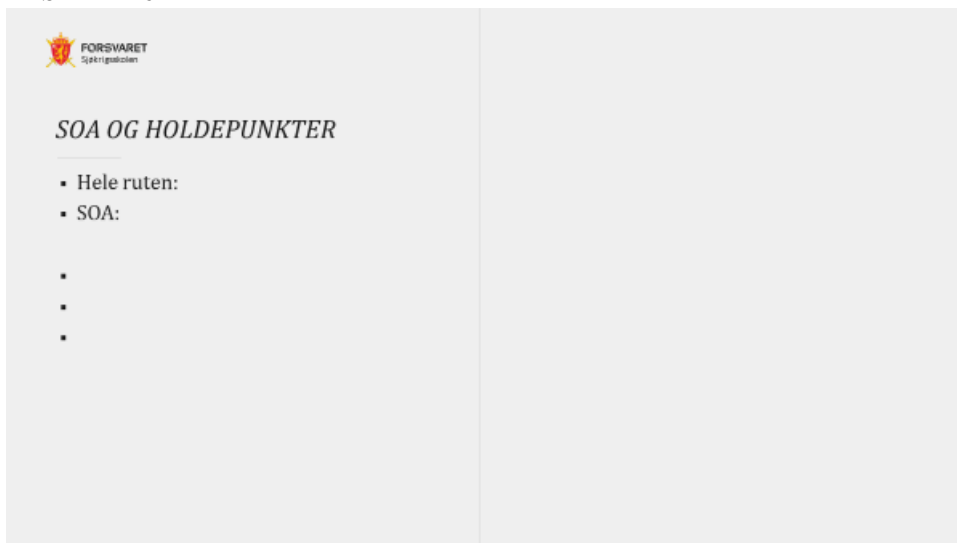 FORSVARET
Sjøkrigsskolen
SOA OG HOLDEPUNKTER
▪ Hele ruten:
▪ SOA:
▪
▪
▪